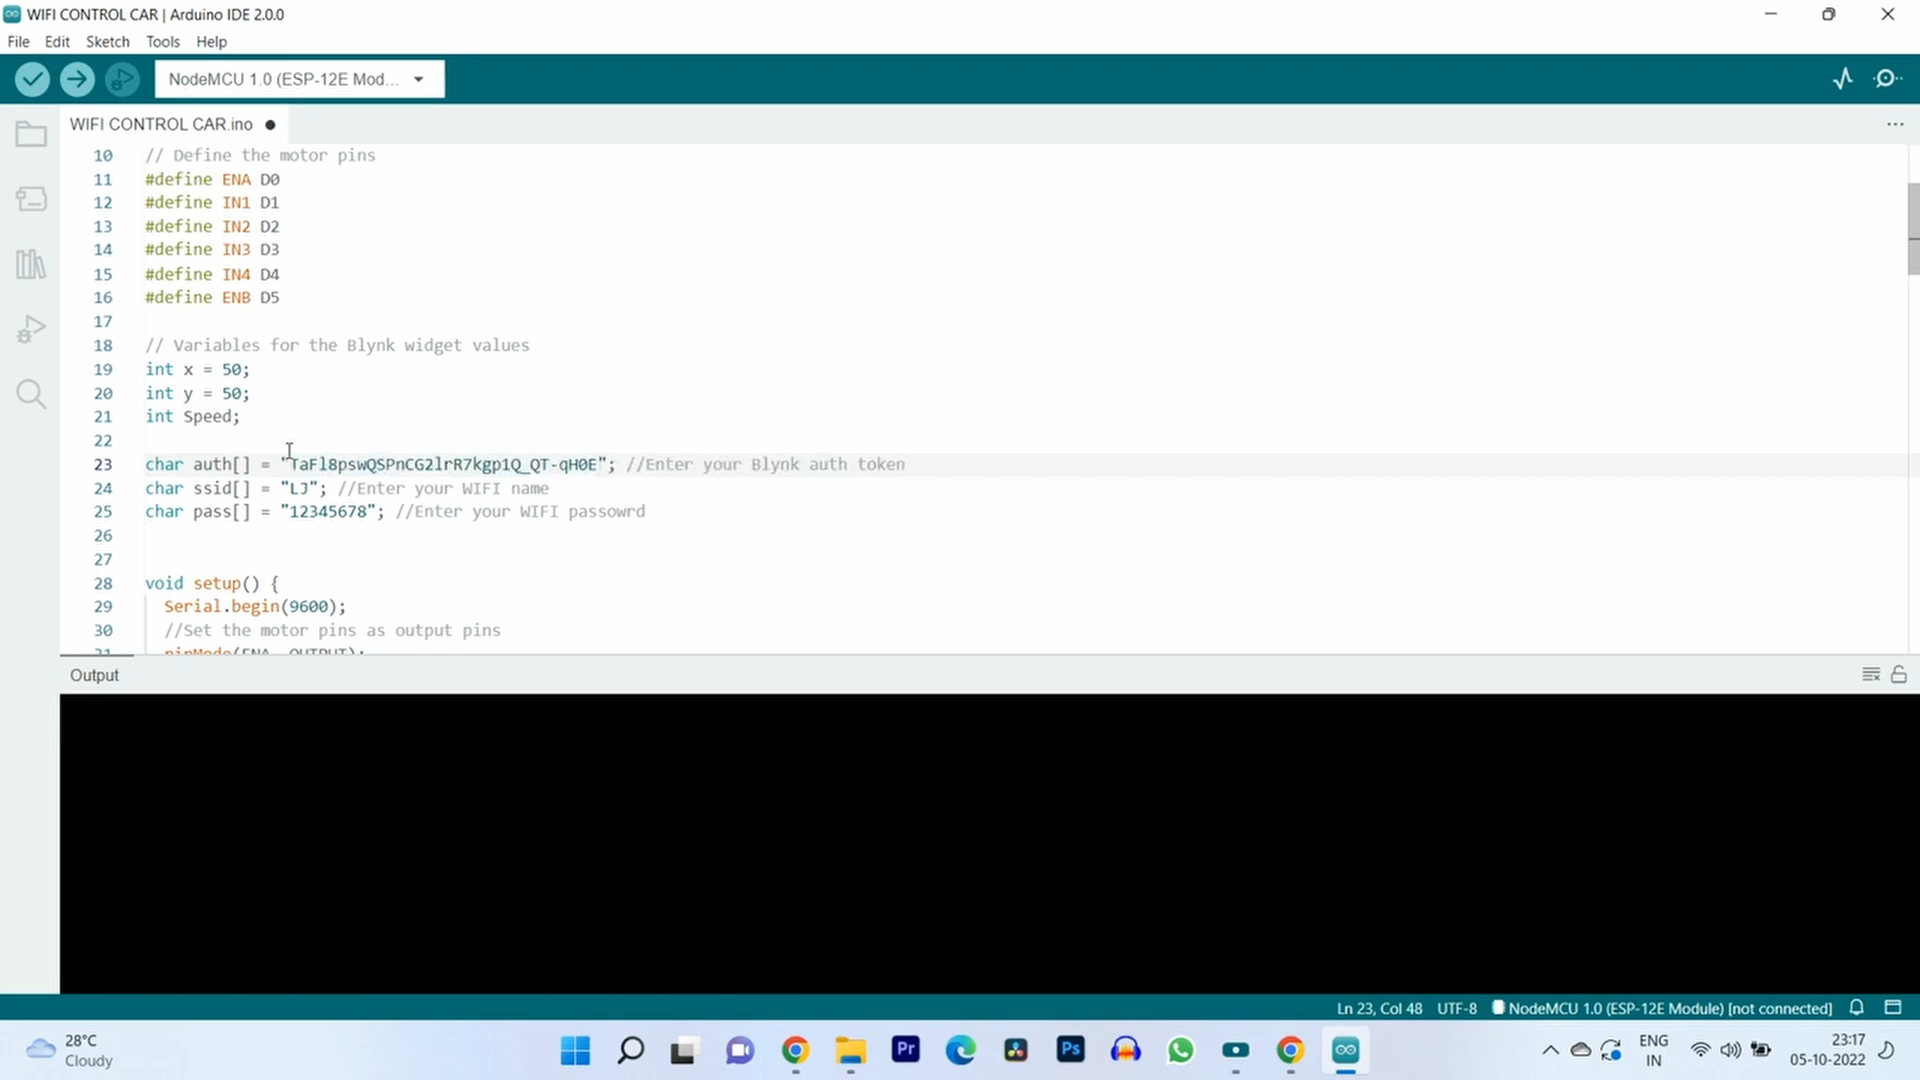 WIFI CONTROL CAR | Arduino IDE 2.0.0
File Edit Sketch Tools Help
NodeMCU 1.0 (ESP-12E Mod...
WIFI CONTROL CAR.ino
10 // Define the motor pins
11 #define ENA D0
12 #define IN1 D1
13 #define IN2 D2
14 #define IN3 D3
15 #define IN4 D4
16 #define ENB D5
17
18 // Variables for the Blynk widget values
19 int x = 50;
20 int y = 50;
21 int Speed;
22
23 char auth[] = "TaFl8pswQSPnCG2lrR7kgp1Q_QT-qH0E"; //Enter your Blynk auth token
24 char ssid[] = "LJ"; //Enter your WIFI name
25 char pass[] = "12345678"; //Enter your WIFI passowrd
26
27
28 void setup() {
29 Serial.begin(9600);
30 //Set the motor pins as output pins
31 pinMode(ENA, OUTPUT);
Output
Ln 23, Col 48 UTF-8 NodeMCU 1.0 (ESP-12E Module) [not connected]
28°C
Cloudy
Pr
Ps
ENG
IN
23:17
05-10-2022